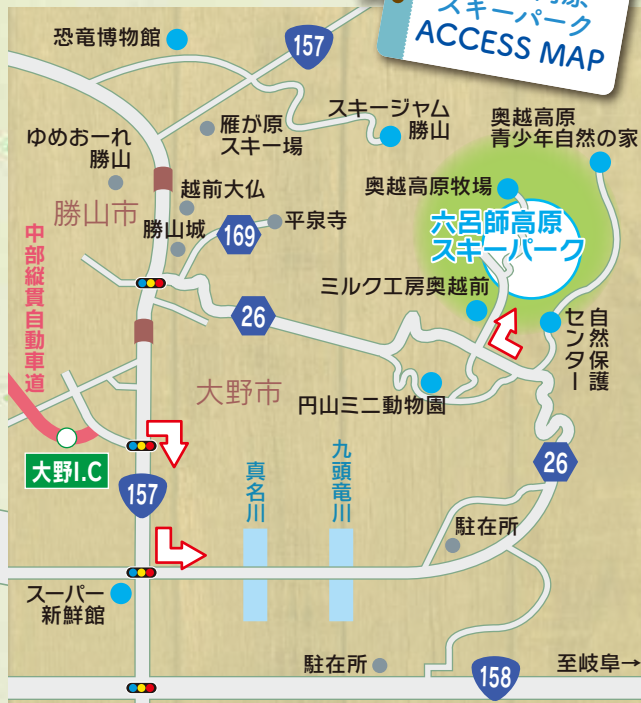 スキーパーク
ACCESS MAP
恐竜博物館
157
雁が原
スキー場
スキージャム
勝山
奥越高原
青少年自然の家
ゆめおーれ
勝山
越前大仏
奥越高原牧場
勝山市
勝山城
169
平泉寺
六呂師高原
スキーパーク
中部縦貫自動車道
ミルク工房奥越前
26
自然保護
センター
大野市
円山ミニ動物園
大野I.C
157
真名川
九頭竜川
26
駐在所
スーパー
新鮮館
駐在所
158
至岐阜→